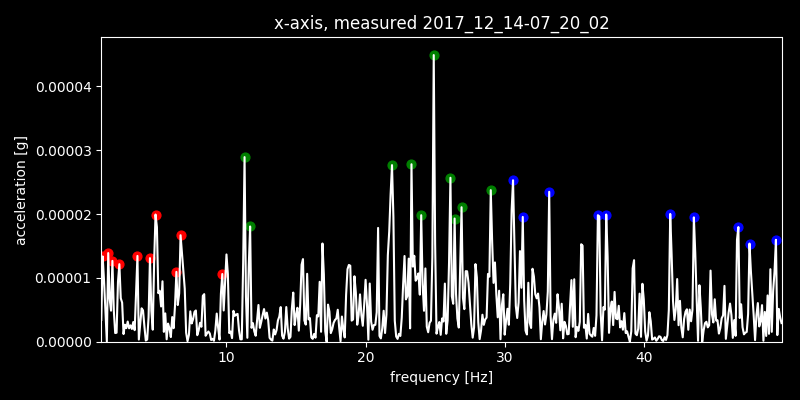 x-axis, measured 2017_12_14-07_20_02
acceleration [g]
0.00004
0.00003
0.00002
0.00001
0.00000
10 20 30 40
frequency [Hz]